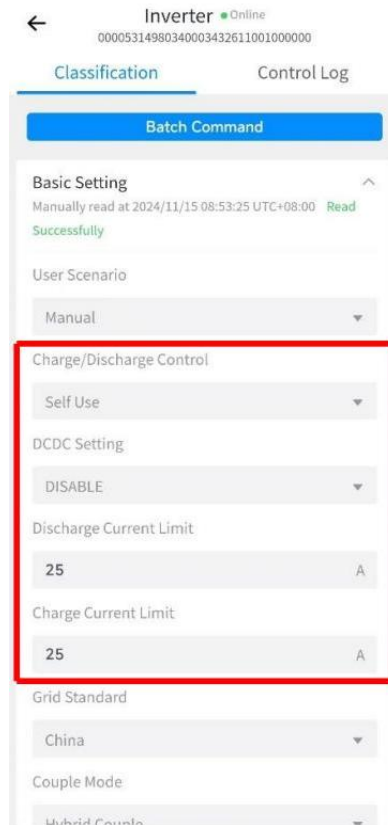 Inverter Online
00005314980340003432611001000000
Classification Control Log
Batch Command
Basic Setting
Manually read at 2024/11/15 08:53:25 UTC+08:00 Read
Successfully
User Scenario
Manual
Charge/Discharge Control
Self Use
DCDC Setting
DISABLE
Discharge Current Limit
25 A
Charge Current Limit
25 A
Grid Standard
China
Couple Mode
Hybrid Couple